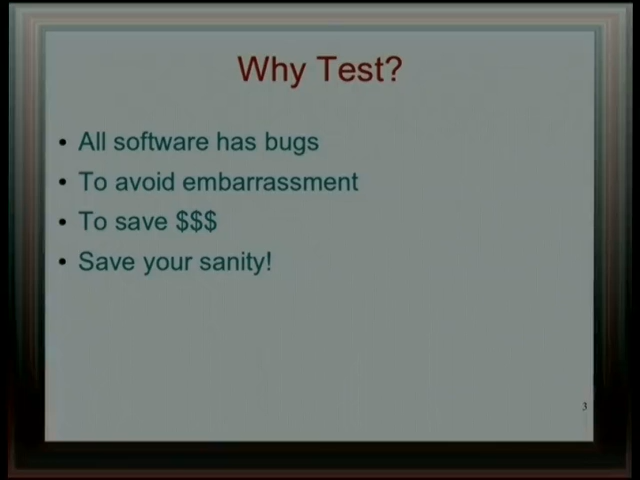 Why Test?
• All software has bugs
• To avoid embarrassment
• To save $$$
• Save your sanity!
3